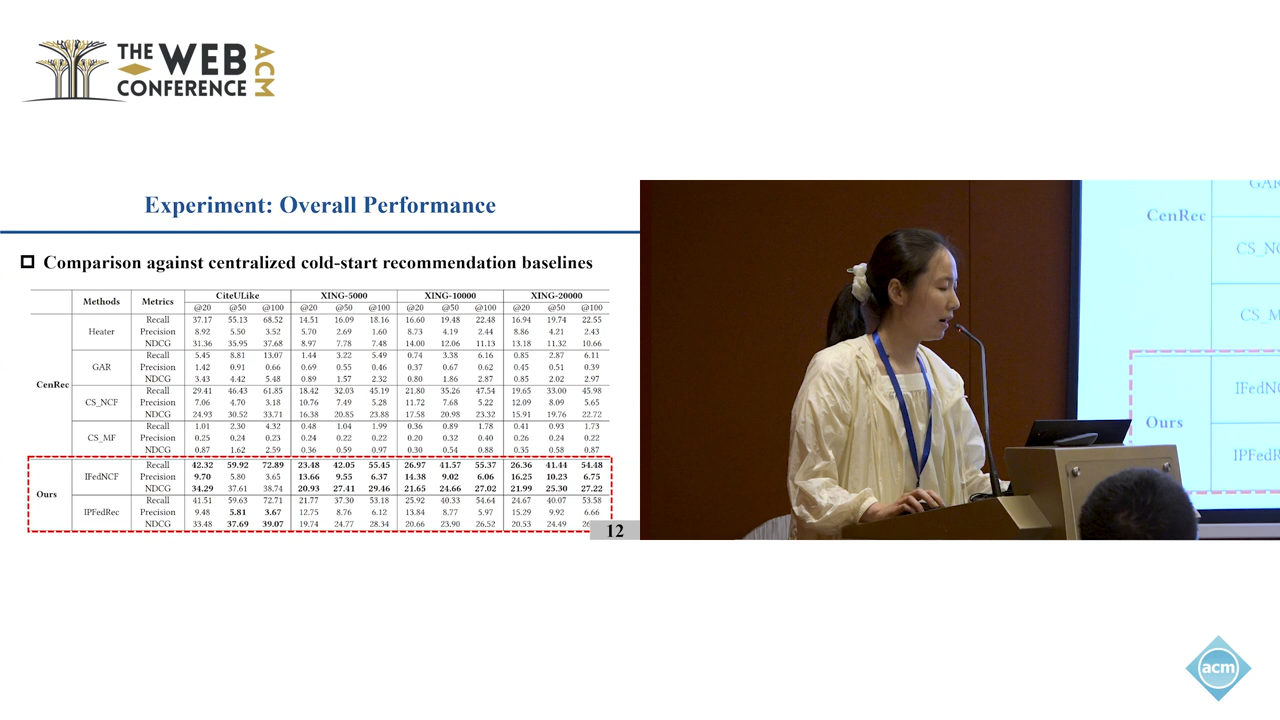 THE WEB
CONFERENCE
ACM
Experiment: Overall Performance
Comparison against centralized cold-start recommendation baselines
Methods Metrics CiteULike XING-5000 XING-10000 XING-20000
@20 @50 @100 @20 @50 @100 @20 @50 @100 @20 @50 @100
CenRec
Heater
Recall 37.17 55.13 68.52 14.51 16.09 18.16 16.60 19.48 22.48 16.94 19.74 22.55
Precision 8.92 5.50 3.52 5.70 2.69 1.60 8.73 4.19 2.44 8.86 4.21 2.43
NDCG 31.36 35.95 37.68 8.97 7.78 7.48 14.00 12.06 11.13 13.18 11.32 10.66
GAR
Recall 5.45 8.81 13.07 1.44 3.22 5.49 0.74 3.38 6.16 0.85 2.87 6.11
Precision 1.42 0.91 0.66 0.69 0.55 0.46 0.37 0.67 0.62 0.45 0.51 0.39
NDCG 3.43 4.42 5.48 0.89 1.57 2.32 0.80 1.86 2.87 0.85 2.02 2.97
CS_NCF
Recall 29.41 46.43 61.85 18.42 32.03 45.19 21.80 35.26 47.54 19.65 33.00 45.98
Precision 7.06 4.70 3.18 10.76 7.49 5.28 11.72 7.68 5.22 12.09 8.09 5.65
NDCG 24.93 30.52 33.71 16.38 20.85 23.88 17.58 20.98 23.32 15.91 19.76 22.72
CS_MF
Recall 1.01 2.30 4.32 0.48 1.04 1.99 0.36 0.89 1.78 0.41 0.93 1.73
Precision 0.25 0.24 0.23 0.24 0.22 0.22 0.20 0.32 0.40 0.26 0.24 0.22
NDCG 0.87 1.62 2.59 0.36 0.59 0.97 0.30 0.54 0.88 0.35 0.58 0.87
Ours
IFedNCF
Recall 42.32 59.92 72.89 23.48 42.05 55.45 26.97 41.57 55.37 26.36 41.44 54.48
Precision 9.70 5.80 3.65 13.66 9.55 6.37 14.38 9.02 6.06 16.25 10.23 6.75
NDCG 34.29 37.61 38.74 20.93 27.41 29.46 21.65 24.66 27.02 21.99 25.30 27.22
IPFedRec
Recall 41.51 59.63 72.71 21.77 37.30 53.18 25.92 40.33 54.64 24.67 40.07 53.58
Precision 9.48 5.81 3.67 12.75 8.76 6.12 13.84 8.77 5.97 15.29 9.92 6.66
NDCG 33.48 37.69 39.07 19.74 24.77 28.34 20.66 23.90 26.52 20.53 24.49
12
GAR
CenRec
CS_NC
CS_M
IFedN
Ours
IPFedR
acm